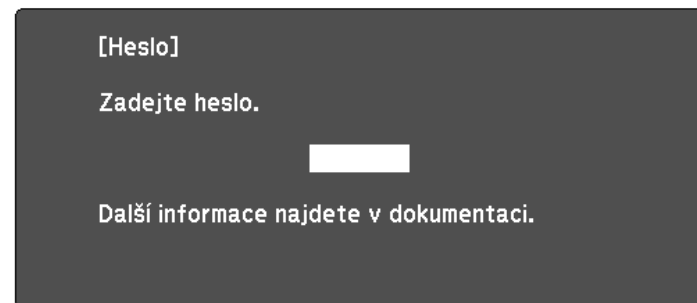 [Heslo]
Zadejte heslo.
Další informace najdete v dokumentaci.